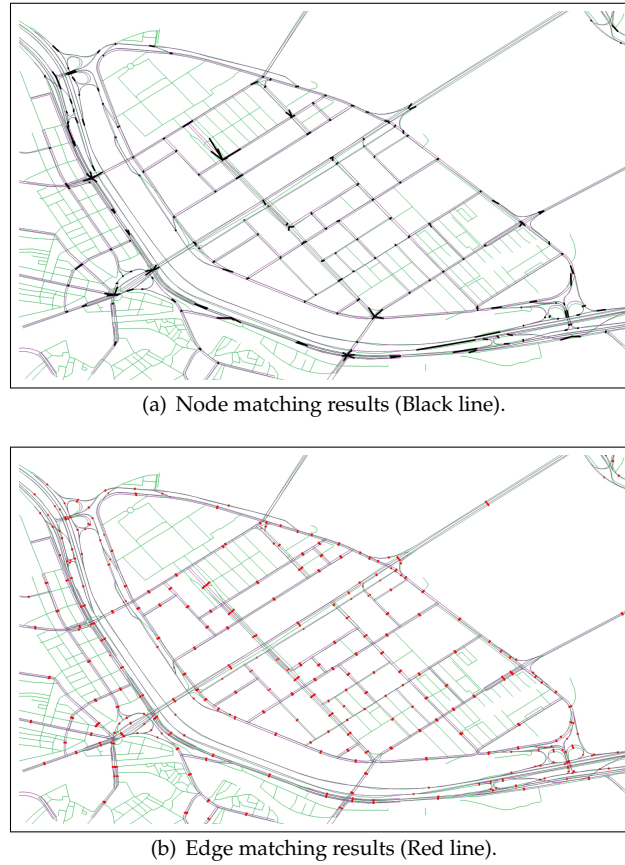 (a) Node matching results (Black line).
(b) Edge matching results (Red line).